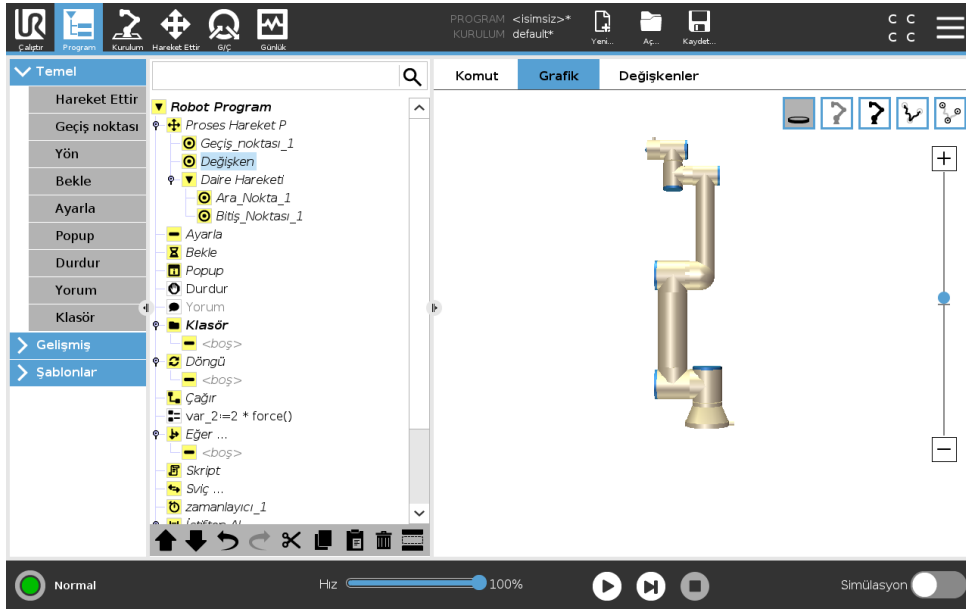 UR
PROGRAM <isimsiz>*
KURULUM default*
Çalıştır Program Kurulum Hareket Ettir G/Ç Günlük Yeni... Aç... Kaydet...
C C
C C
Temel
Hareket Ettir
Geçiş noktası
Yön
Bekle
Ayarla
Popup
Durdur
Yorum
Klasör
Gelişmiş
Şablonlar
Robot Program
Proses Hareket P
Geçiş_noktası_1
Değişken
Daire Hareketi
Ara_Nokta_1
Bitiş_Noktası_1
Ayarla
Bekle
Popup
Durdur
Yorum
Klasör
<boş>
Döngü
<boş>
Çağır
var_2:=2 * force()
Eğer ...
<boş>
Skript
Sviç ...
zamanlayıcı_1
Komut Grafik Değişkenler
Normal
Hız 100%
Simülasyon